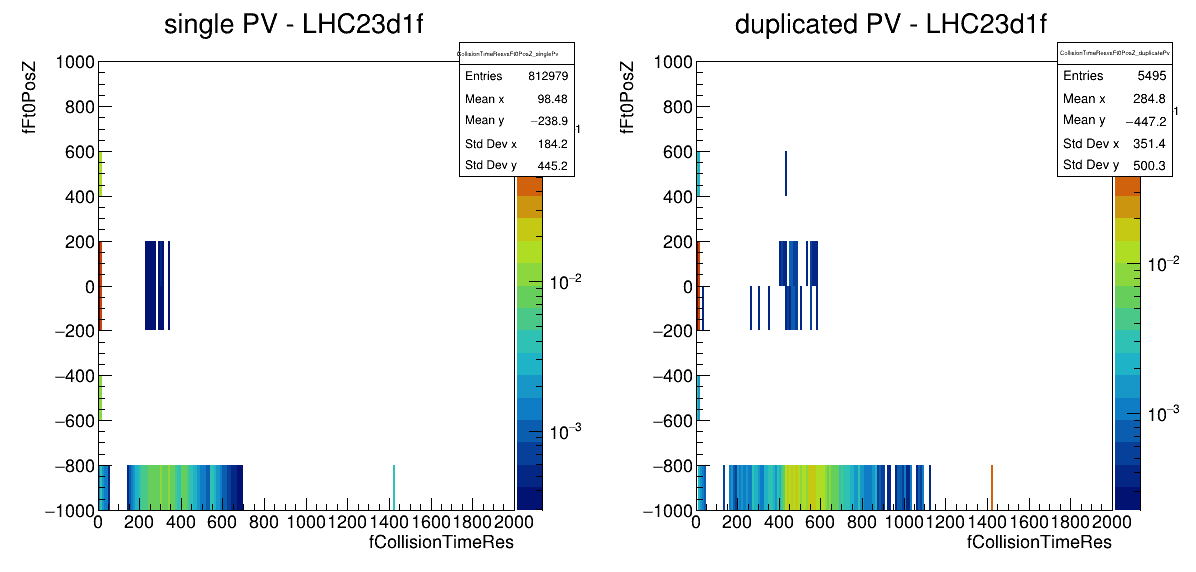 single PV - LHC23d1f
CollisionTimeResvsFt0PosZ_singlePv
Entries 812979
Mean x 98.48
Mean y −238.9
Std Dev x 184.2
Std Dev y 445.2
fFt0PosZ
1000
800
600
400
200
0
−200
−400
−600
−800
−1000
0 200 400 600 800 1000 1200 1400 1600 1800 2000
fCollisionTimeRes
1
10−2
10−3
duplicated PV - LHC23d1f
CollisionTimeResvsFt0PosZ_duplicatePv
Entries 5495
Mean x 284.8
Mean y −447.2
Std Dev x 351.4
Std Dev y 500.3
fFt0PosZ
1000
800
600
400
200
0
−200
−400
−600
−800
−1000
0 200 400 600 800 1000 1200 1400 1600 1800 2000
fCollisionTimeRes
1
10−2
10−3